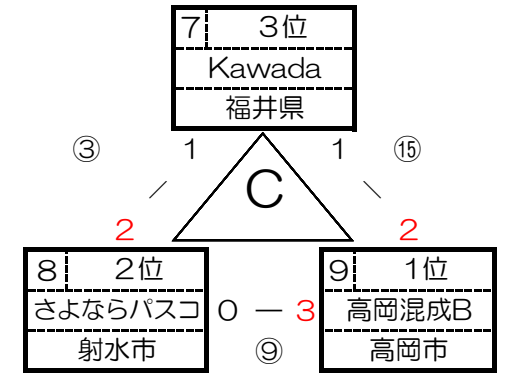 7 3位
Kawada
福井県
③ 1 1 ⑮
C
2 2
8 2位
さよならパスコ
射水市
0 — 3
⑨
9 1位
高岡混成B
高岡市